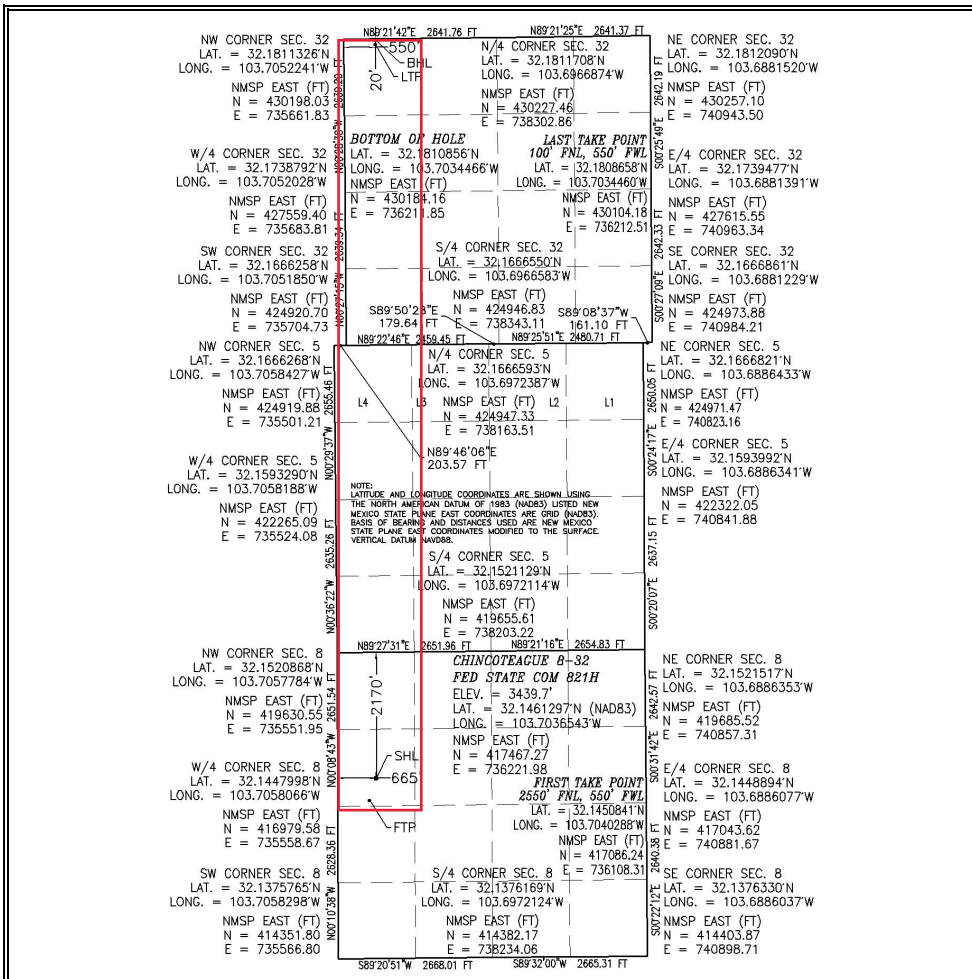 N89°21'42"E 2641.76 FT
N89°21'25"E 2641.37 FT
NW CORNER SEC. 32
LAT. = 32.1811326'N
LONG. = 103.7052241'W
NMSP EAST (FT)
N = 430198.03
E = 735661.83
550'
BHL
LTP
20'
N/4 CORNER SEC. 32
LAT. = 32.1811708'N
LONG. = 103.6966874'W
NMSP EAST (FT)
N = 430227.46
E = 738302.86
NE CORNER SEC. 32
LAT. = 32.1812090'N
LONG. = 103.6881520'W
NMSP EAST (FT)
N = 430257.10
E = 740943.50
2642.19 FT
S00°25'49"E
W/4 CORNER SEC. 32
LAT. = 32.1738792'N
LONG. = 103.7052028'W
NMSP EAST (FT)
N = 427559.40
E = 735683.81
BOTTOM OF HOLE
LAT. = 32.1810856'N
LONG. = 103.7034466'W
NMSP EAST (FT)
N = 430184.16
E = 736211.85
LAST TAKE POINT
100' FNL, 550' FWL
LAT. = 32.1808658'N
LONG. = 103.7034460'W
NMSP EAST (FT)
N = 430104.18
E = 736212.51
E/4 CORNER SEC. 32
LAT. = 32.1739477'N
LONG. = 103.6881391'W
NMSP EAST (FT)
N = 427615.55
E = 740963.34
2642.33 FT
S00°27'09"E
SW CORNER SEC. 32
LAT. = 32.1666258'N
LONG. = 103.7051850'W
NMSP EAST (FT)
N = 424920.70
E = 735704.73
S/4 CORNER SEC. 32
LAT. = 32.1666550'N
LONG. = 103.6966583'W
NMSP EAST (FT)
N = 424946.83
E = 738343.11
S89°50'28"E
179.64 FT
S89°08'37"W
161.10 FT
SE CORNER SEC. 32
LAT. = 32.1666861'N
LONG. = 103.6881229'W
NMSP EAST (FT)
N = 424973.88
E = 740984.21
N89°22'46"E 2459.45 FT
N89°25'51"E 2480.71 FT
NW CORNER SEC. 5
LAT. = 32.1666268'N
LONG. = 103.7058427'W
NMSP EAST (FT)
N = 424919.88
E = 735501.21
2655.46 FT
N00°29'37"W
N/4 CORNER SEC. 5
LAT. = 32.1666593'N
LONG. = 103.6972387'W
NMSP EAST (FT)
N = 424947.33
E = 738163.51
L4
L3
L2
L1
NE CORNER SEC. 5
LAT. = 32.1666821'N
LONG. = 103.6886433'W
NMSP EAST (FT)
N = 424971.47
E = 740823.16
2650.05 FT
S00°24'17"E
N89°46'06"E
203.57 FT
W/4 CORNER SEC. 5
LAT. = 32.1593290'N
LONG. = 103.7058188'W
NMSP EAST (FT)
N = 422265.09
E = 735524.08
NOTE:
LATITUDE AND LONGITUDE COORDINATES ARE SHOWN USING
THE NORTH AMERICAN DATUM OF 1983 (NAD83) LISTED NEW
MEXICO STATE PLANE EAST COORDINATES ARE GRID (NAD83).
BASIS OF BEARING AND DISTANCES USED ARE NEW MEXICO
STATE PLANE EAST COORDINATES MODIFIED TO THE SURFACE.
VERTICAL DATUM NAVD88.
E/4 CORNER SEC. 5
LAT. = 32.1593992'N
LONG. = 103.6886341'W
NMSP EAST (FT)
N = 422322.05
E = 740841.88
2635.26 FT
N00°36'22"W
2637.15 FT
S00°20'07"E
S/4 CORNER SEC. 5
LAT. = 32.1521129'N
LONG. = 103.6972114'W
NMSP EAST (FT)
N = 419655.61
E = 738203.22
N89°27'31"E 2651.96 FT
N89°21'16"E 2654.83 FT
NW CORNER SEC. 8
LAT. = 32.1520868'N
LONG. = 103.7057784'W
NMSP EAST (FT)
N = 419630.55
E = 735551.95
2651.54 FT
N00°08'43"W
2170'
SHL
665'
FTP
CHINCOTEAGUE 8-32
FED STATE COM 821H
ELEV. = 3439.7'
LAT. = 32.1461297'N (NAD83)
LONG. = 103.7036543'W
NMSP EAST (FT)
N = 417467.27
E = 736221.98
NE CORNER SEC. 8
LAT. = 32.1521517'N
LONG. = 103.6886353'W
NMSP EAST (FT)
N = 419685.52
E = 740857.31
2642.57 FT
S00°31'42"E
W/4 CORNER SEC. 8
LAT. = 32.1447998'N
LONG. = 103.7058066'W
NMSP EAST (FT)
N = 416979.58
E = 735558.67
FIRST TAKE POINT
2550' FNL, 550' FWL
LAT. = 32.1450841'N
LONG. = 103.7040288'W
NMSP EAST (FT)
N = 417086.24
E = 736108.31
E/4 CORNER SEC. 8
LAT. = 32.1448894'N
LONG. = 103.6886077'W
NMSP EAST (FT)
N = 417043.62
E = 740881.67
2628.36 FT
N00°10'38"W
2640.38 FT
S00°22'12"E
SW CORNER SEC. 8
LAT. = 32.1375765'N
LONG. = 103.7058298'W
NMSP EAST (FT)
N = 414351.80
E = 735566.80
S/4 CORNER SEC. 8
LAT. = 32.1376169'N
LONG. = 103.6972124'W
NMSP EAST (FT)
N = 414382.17
E = 738234.06
SE CORNER SEC. 8
LAT. = 32.1376330'N
LONG. = 103.6886037'W
NMSP EAST (FT)
N = 414403.87
E = 740898.71
S89°20'51"W 2668.01 FT
S89°32'00"W 2665.31 FT